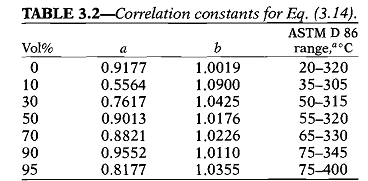 TABLE 3.2—Correlation constants for Eq. (3.14).
ASTM D 86
Vol% a b range,ᵃ°C
0 0.9177 1.0019 20–320
10 0.5564 1.0900 35–305
30 0.7617 1.0425 50–315
50 0.9013 1.0176 55–320
70 0.8821 1.0226 65–330
90 0.9552 1.0110 75–345
95 0.8177 1.0355 75–400